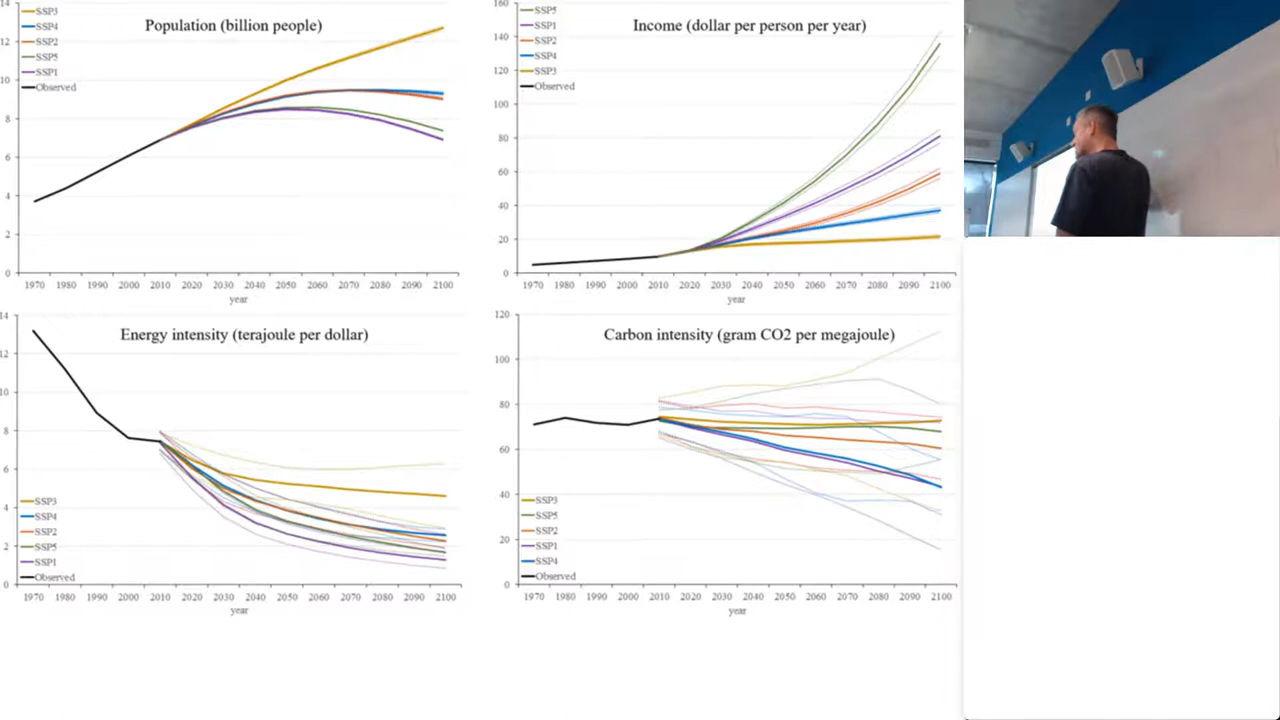 Population (billion people)
SSP3
SSP4
SSP2
SSP5
SSP1
Observed
14
12
10
8
6
4
2
0
1970 1980 1990 2000 2010 2020 2030 2040 2050 2060 2070 2080 2090 2100
year
Income (dollar per person per year)
SSP5
SSP1
SSP2
SSP4
SSP3
Observed
160
140
120
100
80
60
40
20
0
1970 1980 1990 2000 2010 2020 2030 2040 2050 2060 2070 2080 2090 2100
year
Energy intensity (terajoule per dollar)
14
12
10
8
6
4
2
0
SSP3
SSP4
SSP2
SSP5
SSP1
Observed
1970 1980 1990 2000 2010 2020 2030 2040 2050 2060 2070 2080 2090 2100
year
Carbon intensity (gram CO2 per megajoule)
120
100
80
60
40
20
0
SSP3
SSP5
SSP2
SSP1
SSP4
Observed
1970 1980 1990 2000 2010 2020 2030 2040 2050 2060 2070 2080 2090 2100
year